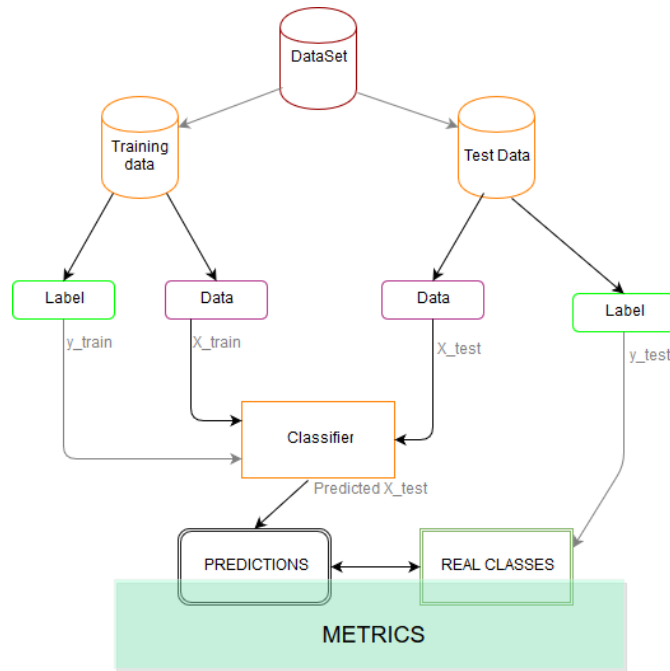 DataSet
Training
data
Test Data
Label
Data
Data
Label
y_train
X_train
X_test
y_test
Classifier
Predicted X_test
PREDICTIONS
REAL CLASSES
METRICS